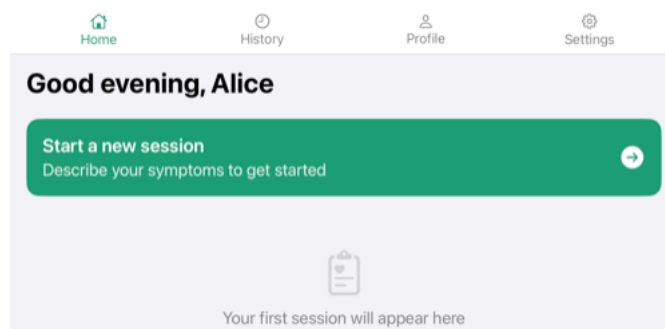 Home
History
Profile
Settings
Good evening, Alice
Start a new session
Describe your symptoms to get started
Your first session will appear here